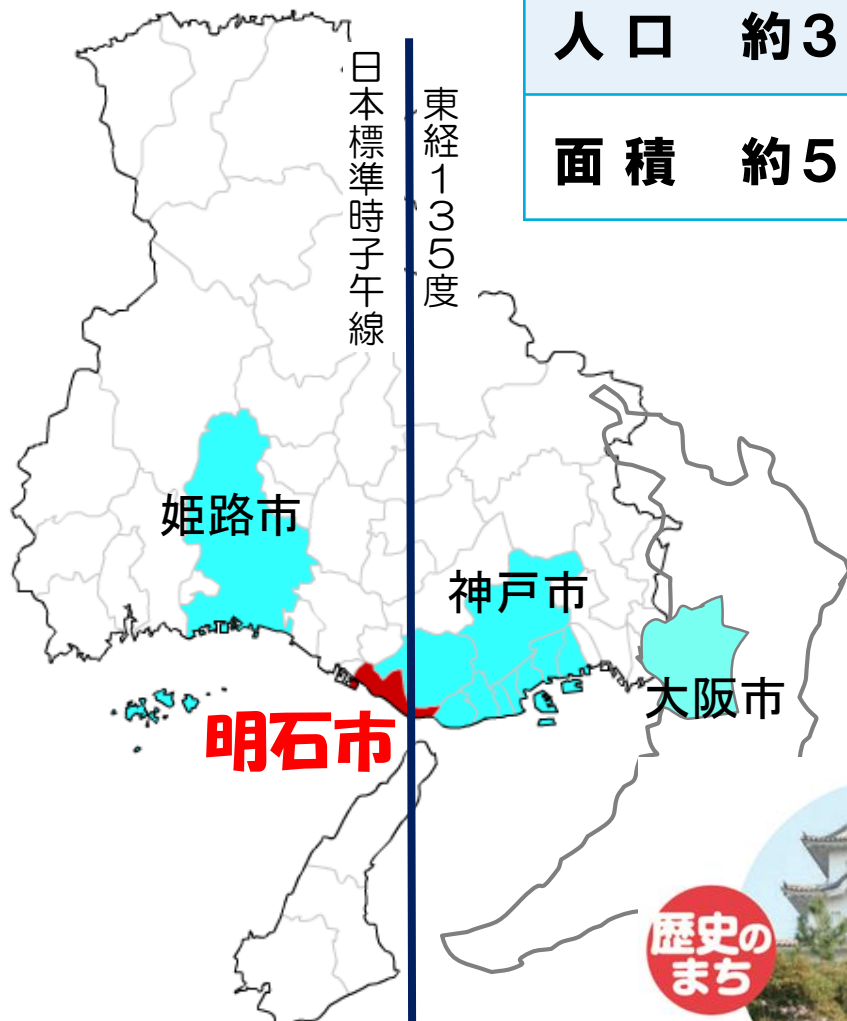 人口 約3
面積 約5
日本標準時子午線
東経135度
姫路市
神戸市
大阪市
明石市
歴史の
まち